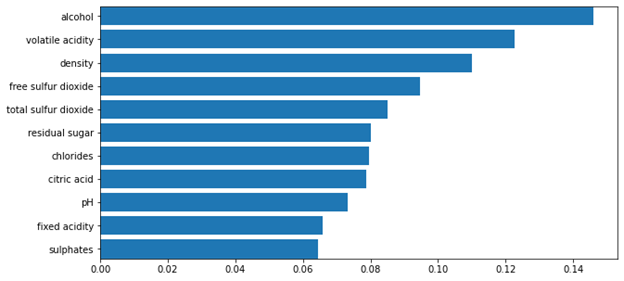 alcohol
volatile acidity
density
free sulfur dioxide
total sulfur dioxide
residual sugar
chlorides
citric acid
pH
fixed acidity
sulphates
0.00 0.02 0.04 0.06 0.08 0.10 0.12 0.14